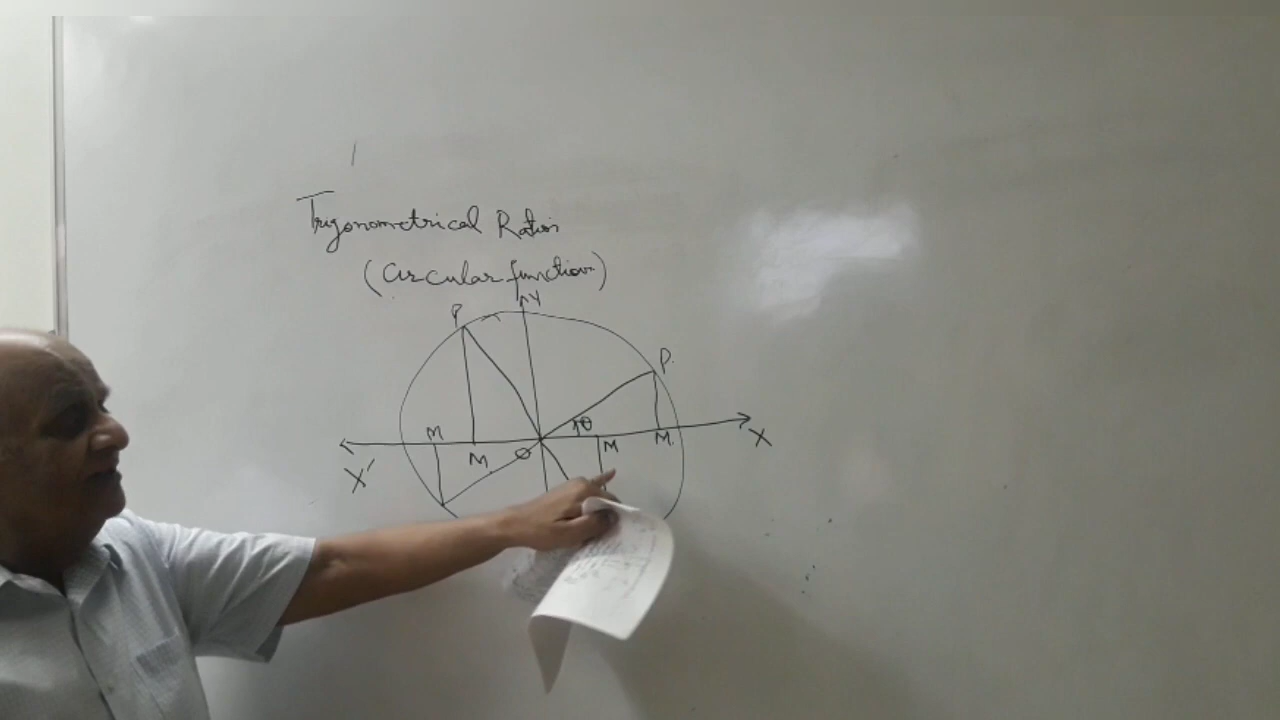 Trigonometrical Ratios
(Circular function)
Y
P
P
θ
M
M
M
M
O
X
X'